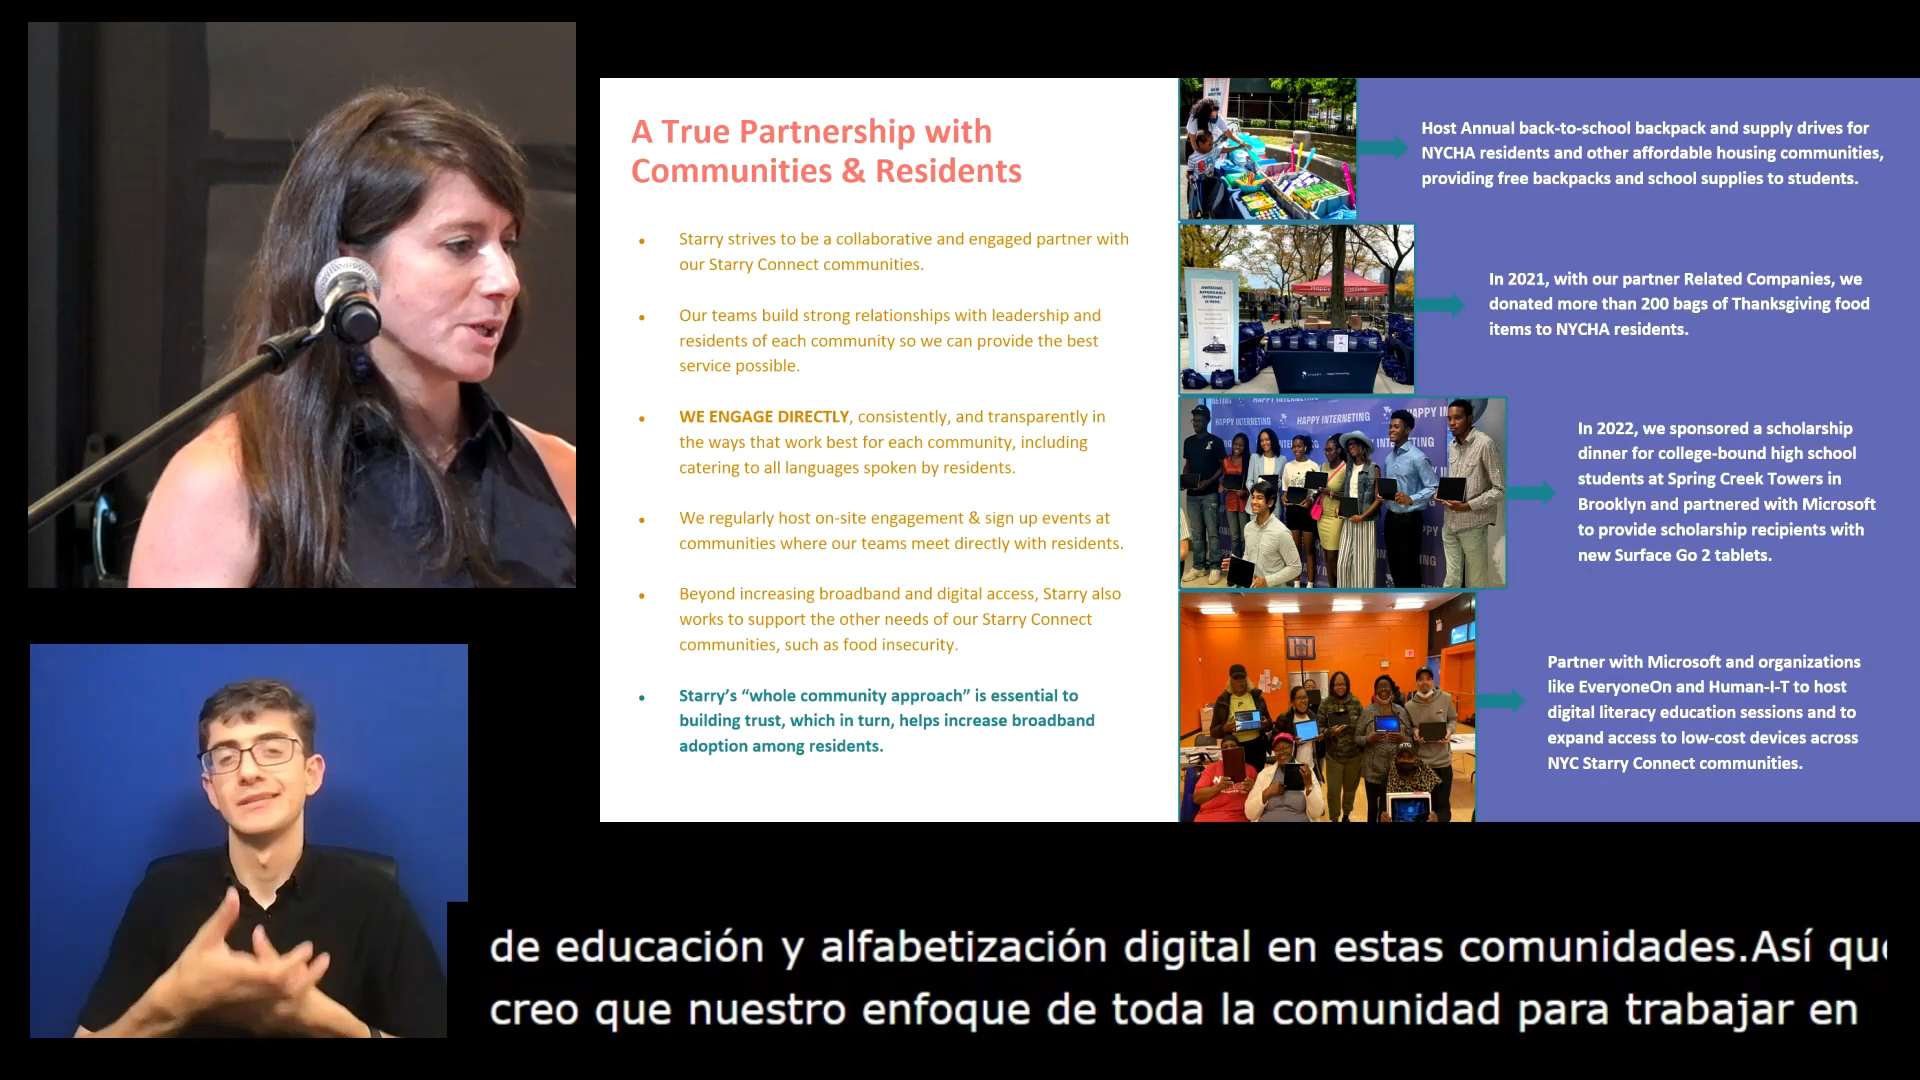 A True Partnership with
Communities & Residents
Starry strives to be a collaborative and engaged partner with
our Starry Connect communities.
Our teams build strong relationships with leadership and
residents of each community so we can provide the best
service possible.
WE ENGAGE DIRECTLY, consistently, and transparently in
the ways that work best for each community, including
catering to all languages spoken by residents.
We regularly host on-site engagement & sign up events at
communities where our teams meet directly with residents.
Beyond increasing broadband and digital access, Starry also
works to support the other needs of our Starry Connect
communities, such as food insecurity.
Starry’s “whole community approach” is essential to
building trust, which in turn, helps increase broadband
adoption among residents.
Host Annual back-to-school backpack and supply drives for
NYCHA residents and other affordable housing communities,
providing free backpacks and school supplies to students.
In 2021, with our partner Related Companies, we
donated more than 200 bags of Thanksgiving food
items to NYCHA residents.
HAPPY INTERNETING
In 2022, we sponsored a scholarship
dinner for college-bound high school
students at Spring Creek Towers in
Brooklyn and partnered with Microsoft
to provide scholarship recipients with
new Surface Go 2 tablets.
Partner with Microsoft and organizations
like EveryoneOn and Human-I-T to host
digital literacy education sessions and to
expand access to low-cost devices across
NYC Starry Connect communities.
de educación y alfabetización digital en estas comunidades.Así que
creo que nuestro enfoque de toda la comunidad para trabajar en